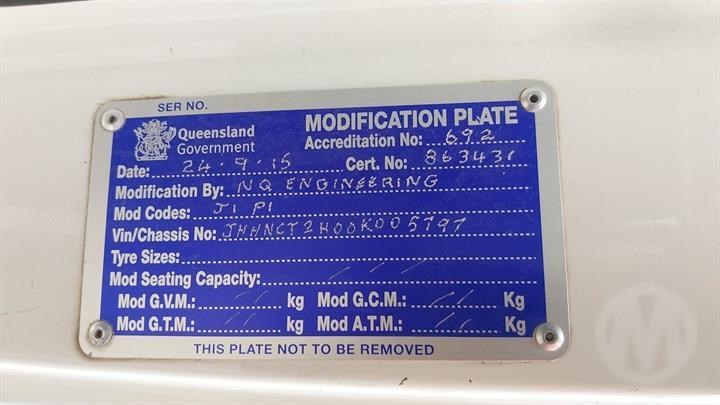 SER NO.
Queensland Government
MODIFICATION PLATE
Accreditation No: 692
Date: 24.9.15 Cert. No: 863431
Modification By: NQ ENGINEERING
Mod Codes: J1 P1
Vin/Chassis No: JHHNCT2H00K005797
Tyre Sizes:
Mod Seating Capacity:
Mod G.V.M.: kg Mod G.C.M.: Kg
Mod G.T.M.: kg Mod A.T.M.: Kg
THIS PLATE NOT TO BE REMOVED
M